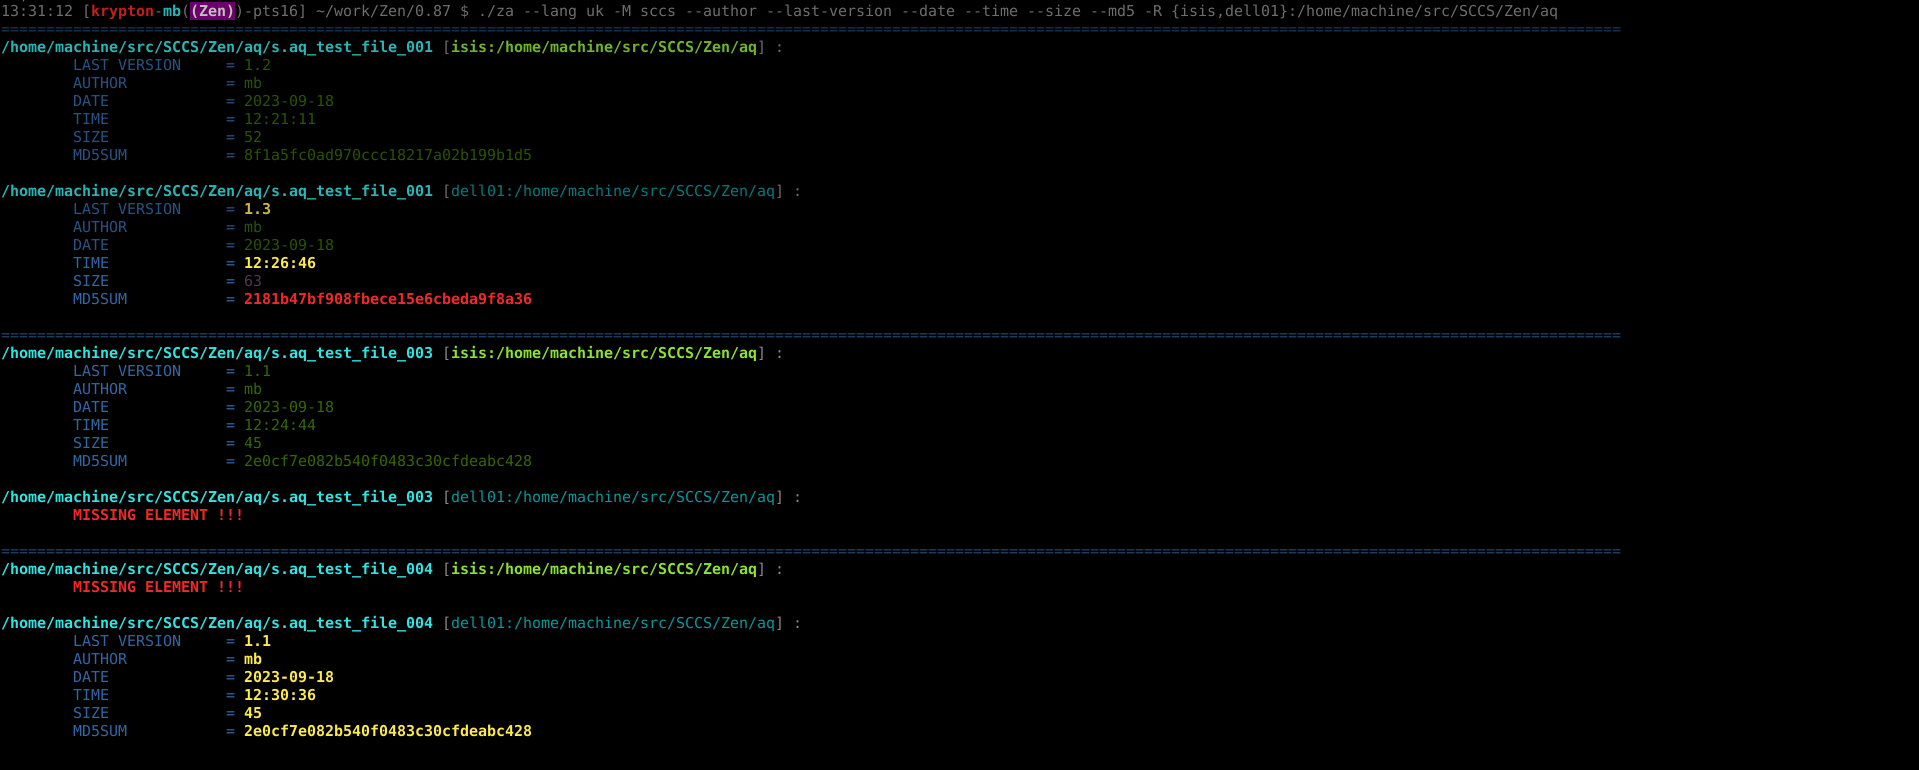 13:31:12 [krypton-mb((Zen))-pts16] ~/work/Zen/0.87 $ ./za --lang uk -M sccs --author --last-version --date --time --size --md5 -R {isis,dell01}:/home/machine/src/SCCS/Zen/aq
====================================================================================================================================================================================
/home/machine/src/SCCS/Zen/aq/s.aq_test_file_001 [isis:/home/machine/src/SCCS/Zen/aq] :
        LAST VERSION     = 1.2
        AUTHOR           = mb
        DATE             = 2023-09-18
        TIME             = 12:21:11
        SIZE             = 52
        MD5SUM           = 8f1a5fc0ad970ccc18217a02b199b1d5
/home/machine/src/SCCS/Zen/aq/s.aq_test_file_001 [dell01:/home/machine/src/SCCS/Zen/aq] :
        LAST VERSION     = 1.3
        AUTHOR           = mb
        DATE             = 2023-09-18
        TIME             = 12:26:46
        SIZE             = 63
        MD5SUM           = 2181b47bf908fbece15e6cbeda9f8a36
====================================================================================================================================================================================
/home/machine/src/SCCS/Zen/aq/s.aq_test_file_003 [isis:/home/machine/src/SCCS/Zen/aq] :
        LAST VERSION     = 1.1
        AUTHOR           = mb
        DATE             = 2023-09-18
        TIME             = 12:24:44
        SIZE             = 45
        MD5SUM           = 2e0cf7e082b540f0483c30cfdeabc428
/home/machine/src/SCCS/Zen/aq/s.aq_test_file_003 [dell01:/home/machine/src/SCCS/Zen/aq] :
        MISSING ELEMENT !!!
====================================================================================================================================================================================
/home/machine/src/SCCS/Zen/aq/s.aq_test_file_004 [isis:/home/machine/src/SCCS/Zen/aq] :
        MISSING ELEMENT !!!
/home/machine/src/SCCS/Zen/aq/s.aq_test_file_004 [dell01:/home/machine/src/SCCS/Zen/aq] :
        LAST VERSION     = 1.1
        AUTHOR           = mb
        DATE             = 2023-09-18
        TIME             = 12:30:36
        SIZE             = 45
        MD5SUM           = 2e0cf7e082b540f0483c30cfdeabc428